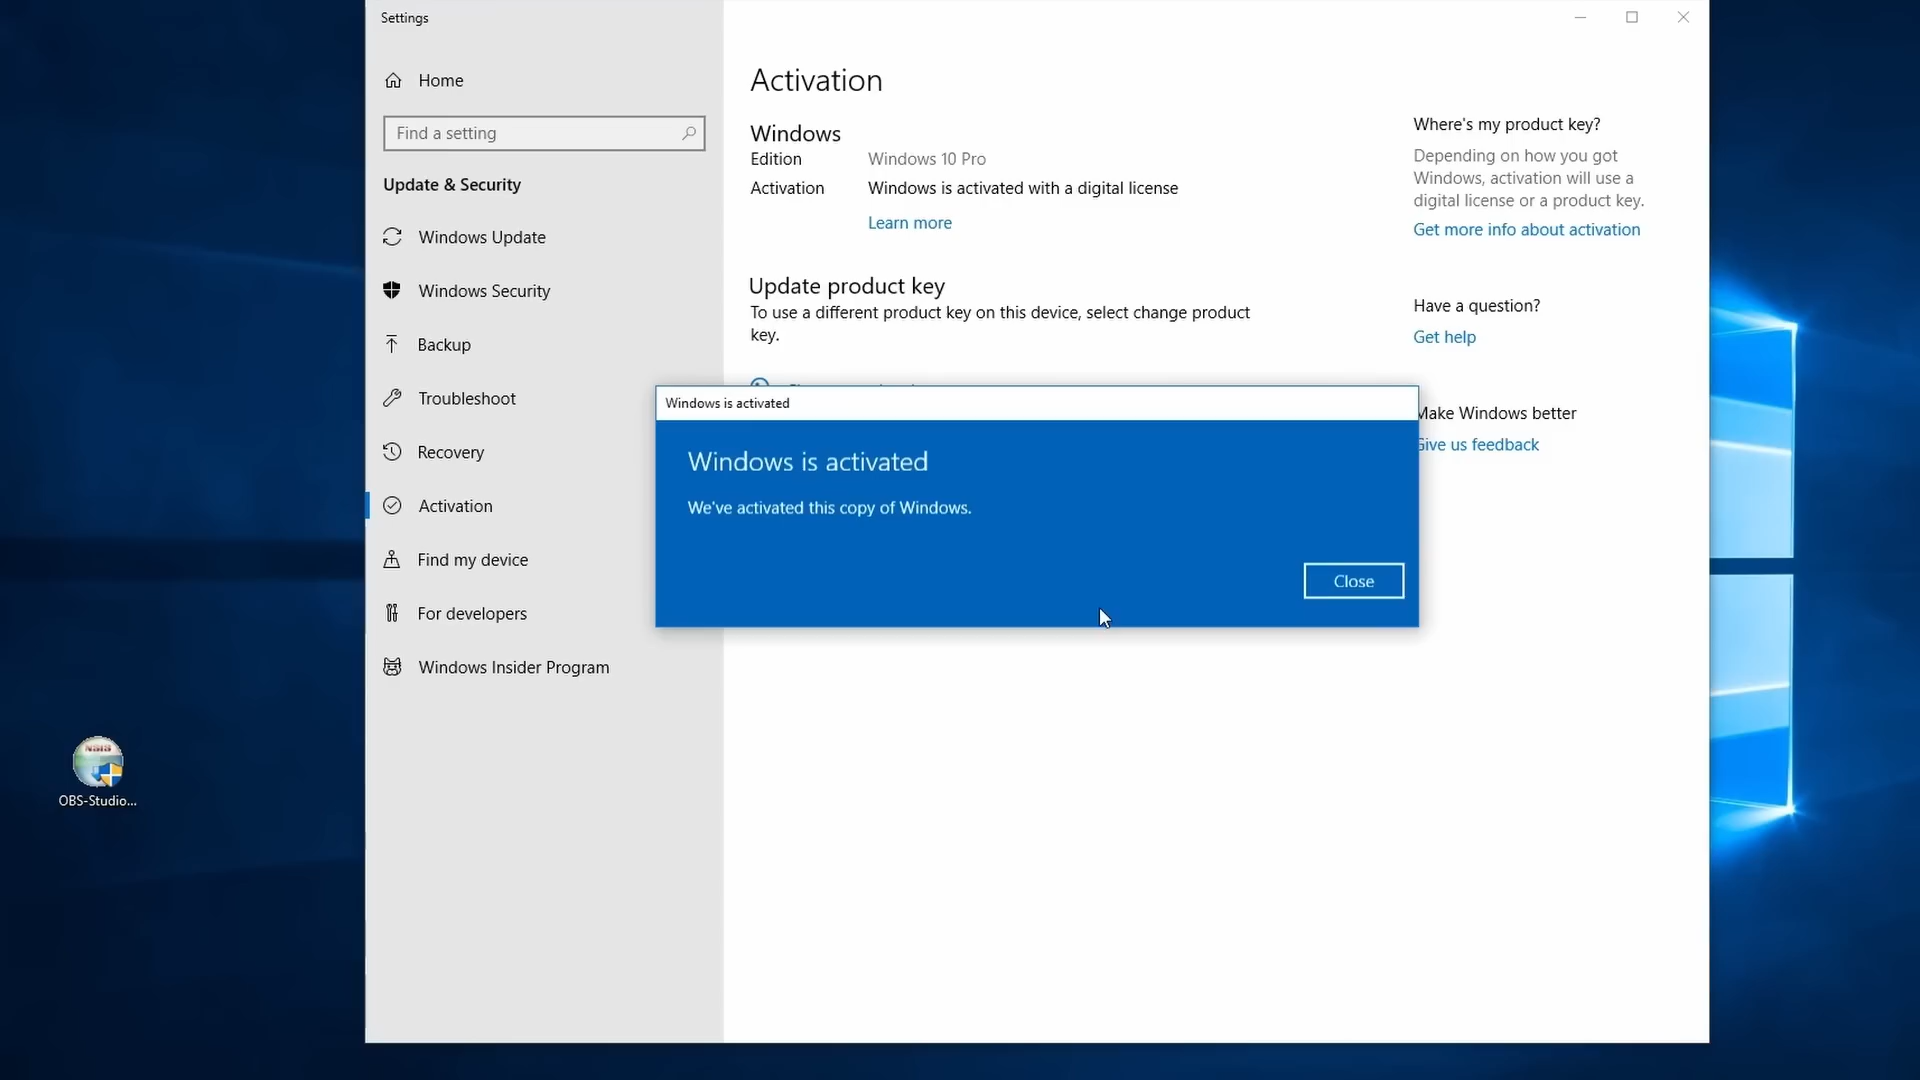 Settings
Home
Find a setting
Update & Security
Windows Update
Windows Security
Backup
Troubleshoot
Recovery
Activation
Find my device
For developers
Windows Insider Program
Activation
Windows
Edition Windows 10 Pro
Activation Windows is activated with a digital license
Learn more
Update product key
To use a different product key on this device, select change product
key.
Windows is activated
Windows is activated
We've activated this copy of Windows.
Close
Where's my product key?
Depending on how you got
Windows, activation will use a
digital license or a product key.
Get more info about activation
Have a question?
Get help
Make Windows better
Give us feedback
NSIS
OBS-Studio...